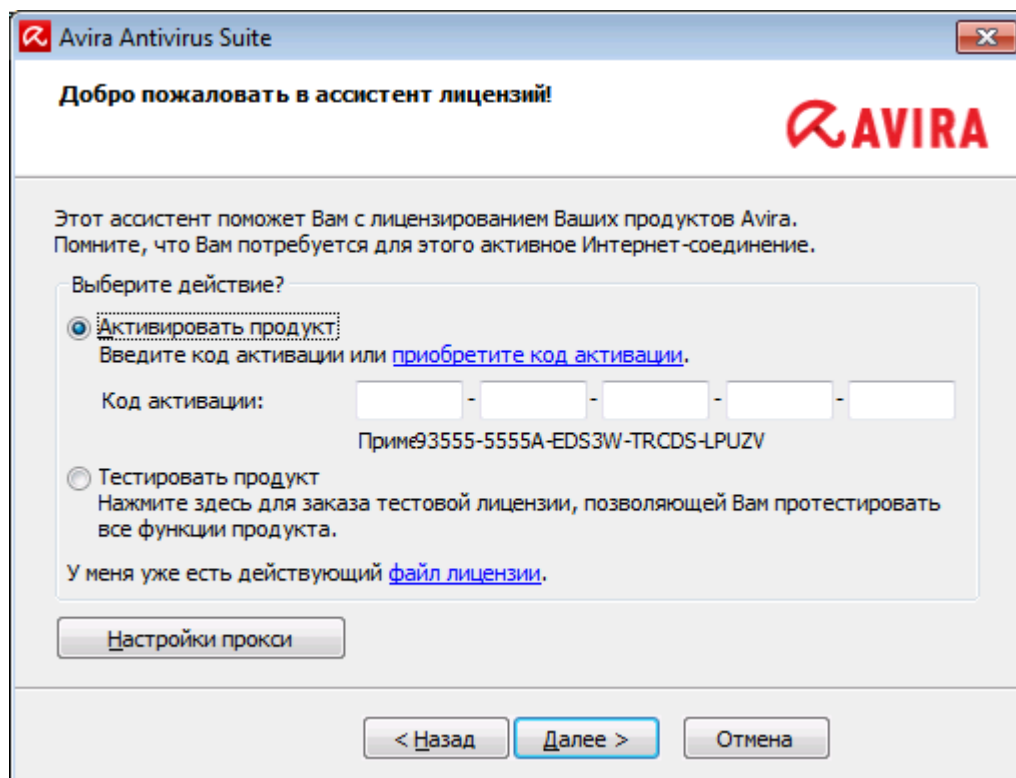 Avira Antivirus Suite
Добро пожаловать в ассистент лицензий!
AVIRA
Этот ассистент поможет Вам с лицензированием Ваших продуктов Avira.
Помните, что Вам потребуется для этого активное Интернет-соединение.
Выберите действие?
Активировать продукт
Введите код активации или приобретите код активации.
Код активации: - - - -
Приме93555-5555A-EDS3W-TRCDS-LPUZV
Тестировать продукт
Нажмите здесь для заказа тестовой лицензии, позволяющей Вам протестировать
все функции продукта.
У меня уже есть действующий файл лицензии.
Настройки прокси
< Назад Далее > Отмена